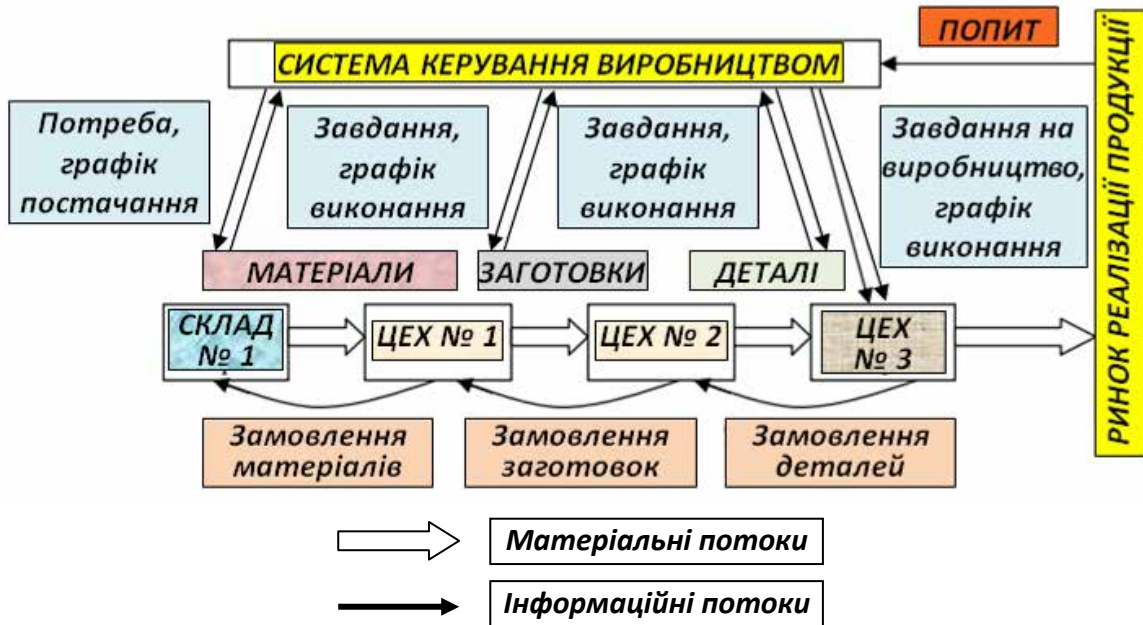 ПОПИТ
СИСТЕМА КЕРУВАННЯ ВИРОБНИЦТВОМ
Потреба,
графік
постачання
Завдання,
графік
виконання
Завдання,
графік
виконання
Завдання на
виробництво,
графік
виконання
РИНОК РЕАЛІЗАЦІЇ ПРОДУКЦІЇ
МАТЕРІАЛИ
ЗАГОТОВКИ
ДЕТАЛІ
СКЛАД
№ 1
ЦЕХ № 1
ЦЕХ № 2
ЦЕХ
№ 3
Замовлення
матеріалів
Замовлення
заготовок
Замовлення
деталей
Матеріальні потоки
Інформаційні потоки